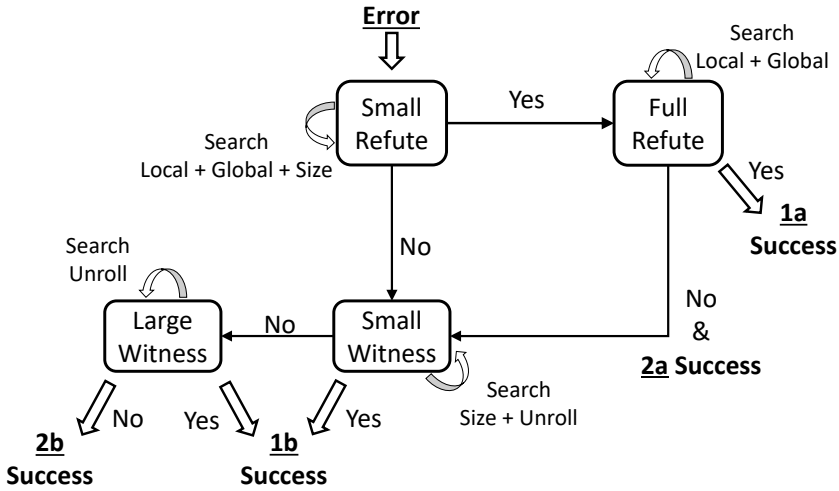 Error
Search
Local + Global
Small
Refute
Yes
Full
Refute
Search
Local + Global + Size
Yes
1a
Success
No
Search
Unroll
No
&
2a Success
Large
Witness
No
Small
Witness
Search
Size + Unroll
No
Yes
Yes
2b
Success
1b
Success